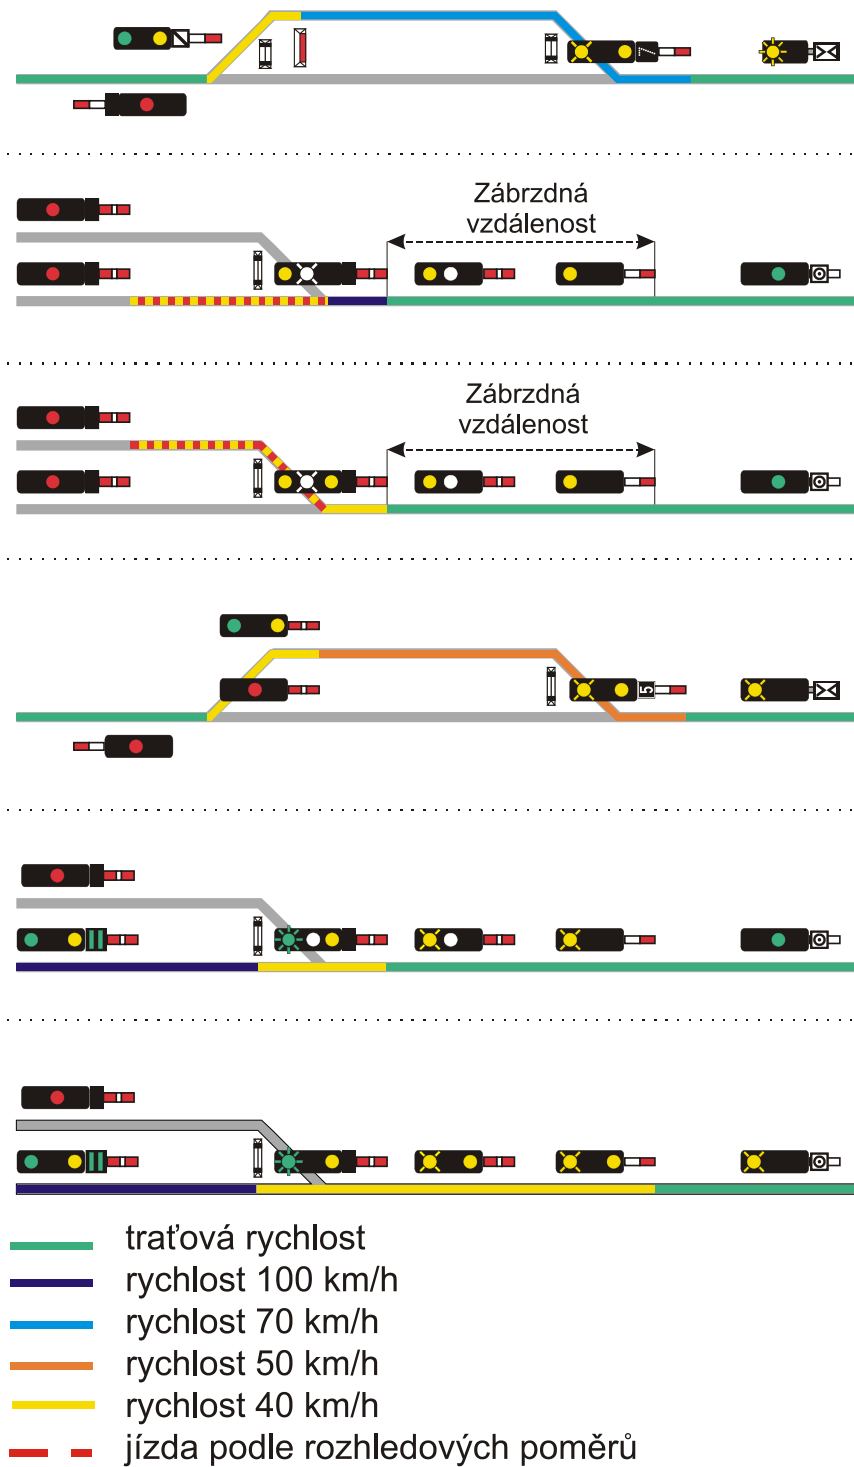 Zábrzdná
vzdálenost
Zábrzdná
vzdálenost
5
traťová rychlost
rychlost 100 km/h
rychlost 70 km/h
rychlost 50 km/h
rychlost 40 km/h
jízda podle rozhledových poměrů